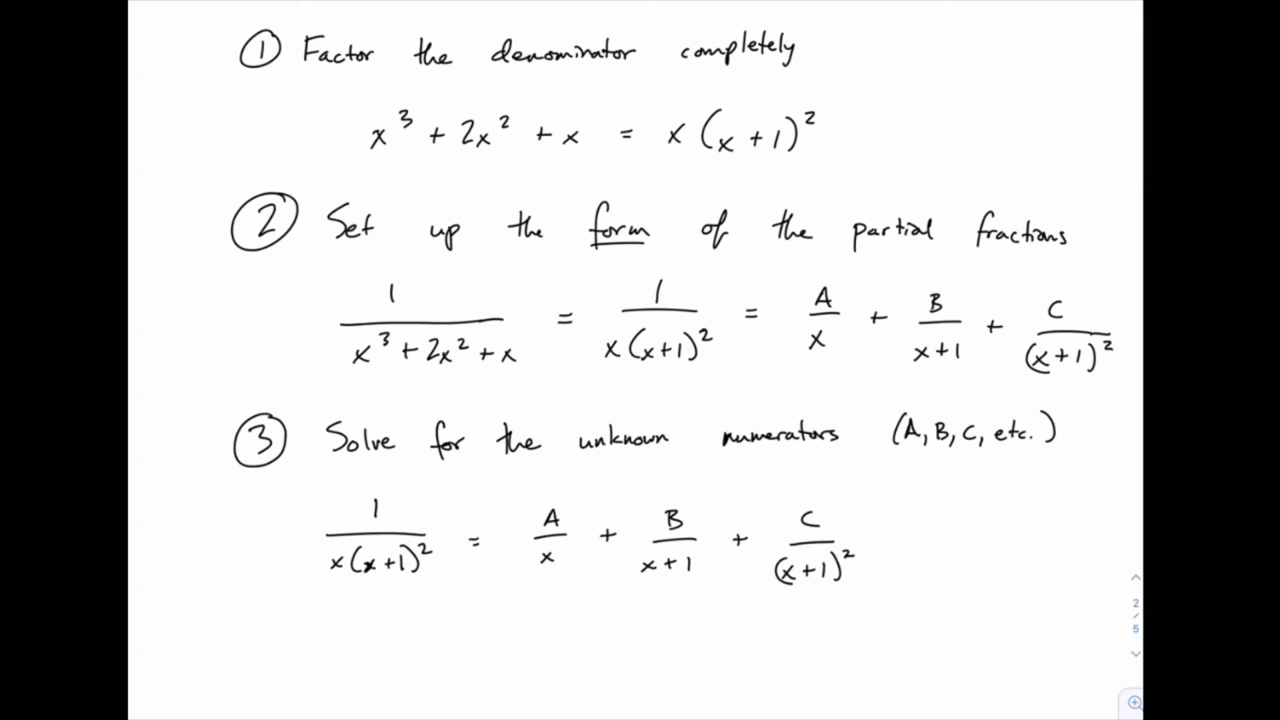 ① Factor the denominator completely
x³ + 2x² + x = x(x+1)²
② Set up the form of the partial fractions
1/(x³ + 2x² + x) = 1/(x(x+1)²) = A/x + B/(x+1) + C/(x+1)²
③ Solve for the unknown numerators (A, B, C, etc.)
1/(x(x+1)²) = A/x + B/(x+1) + C/(x+1)²
2
/
5